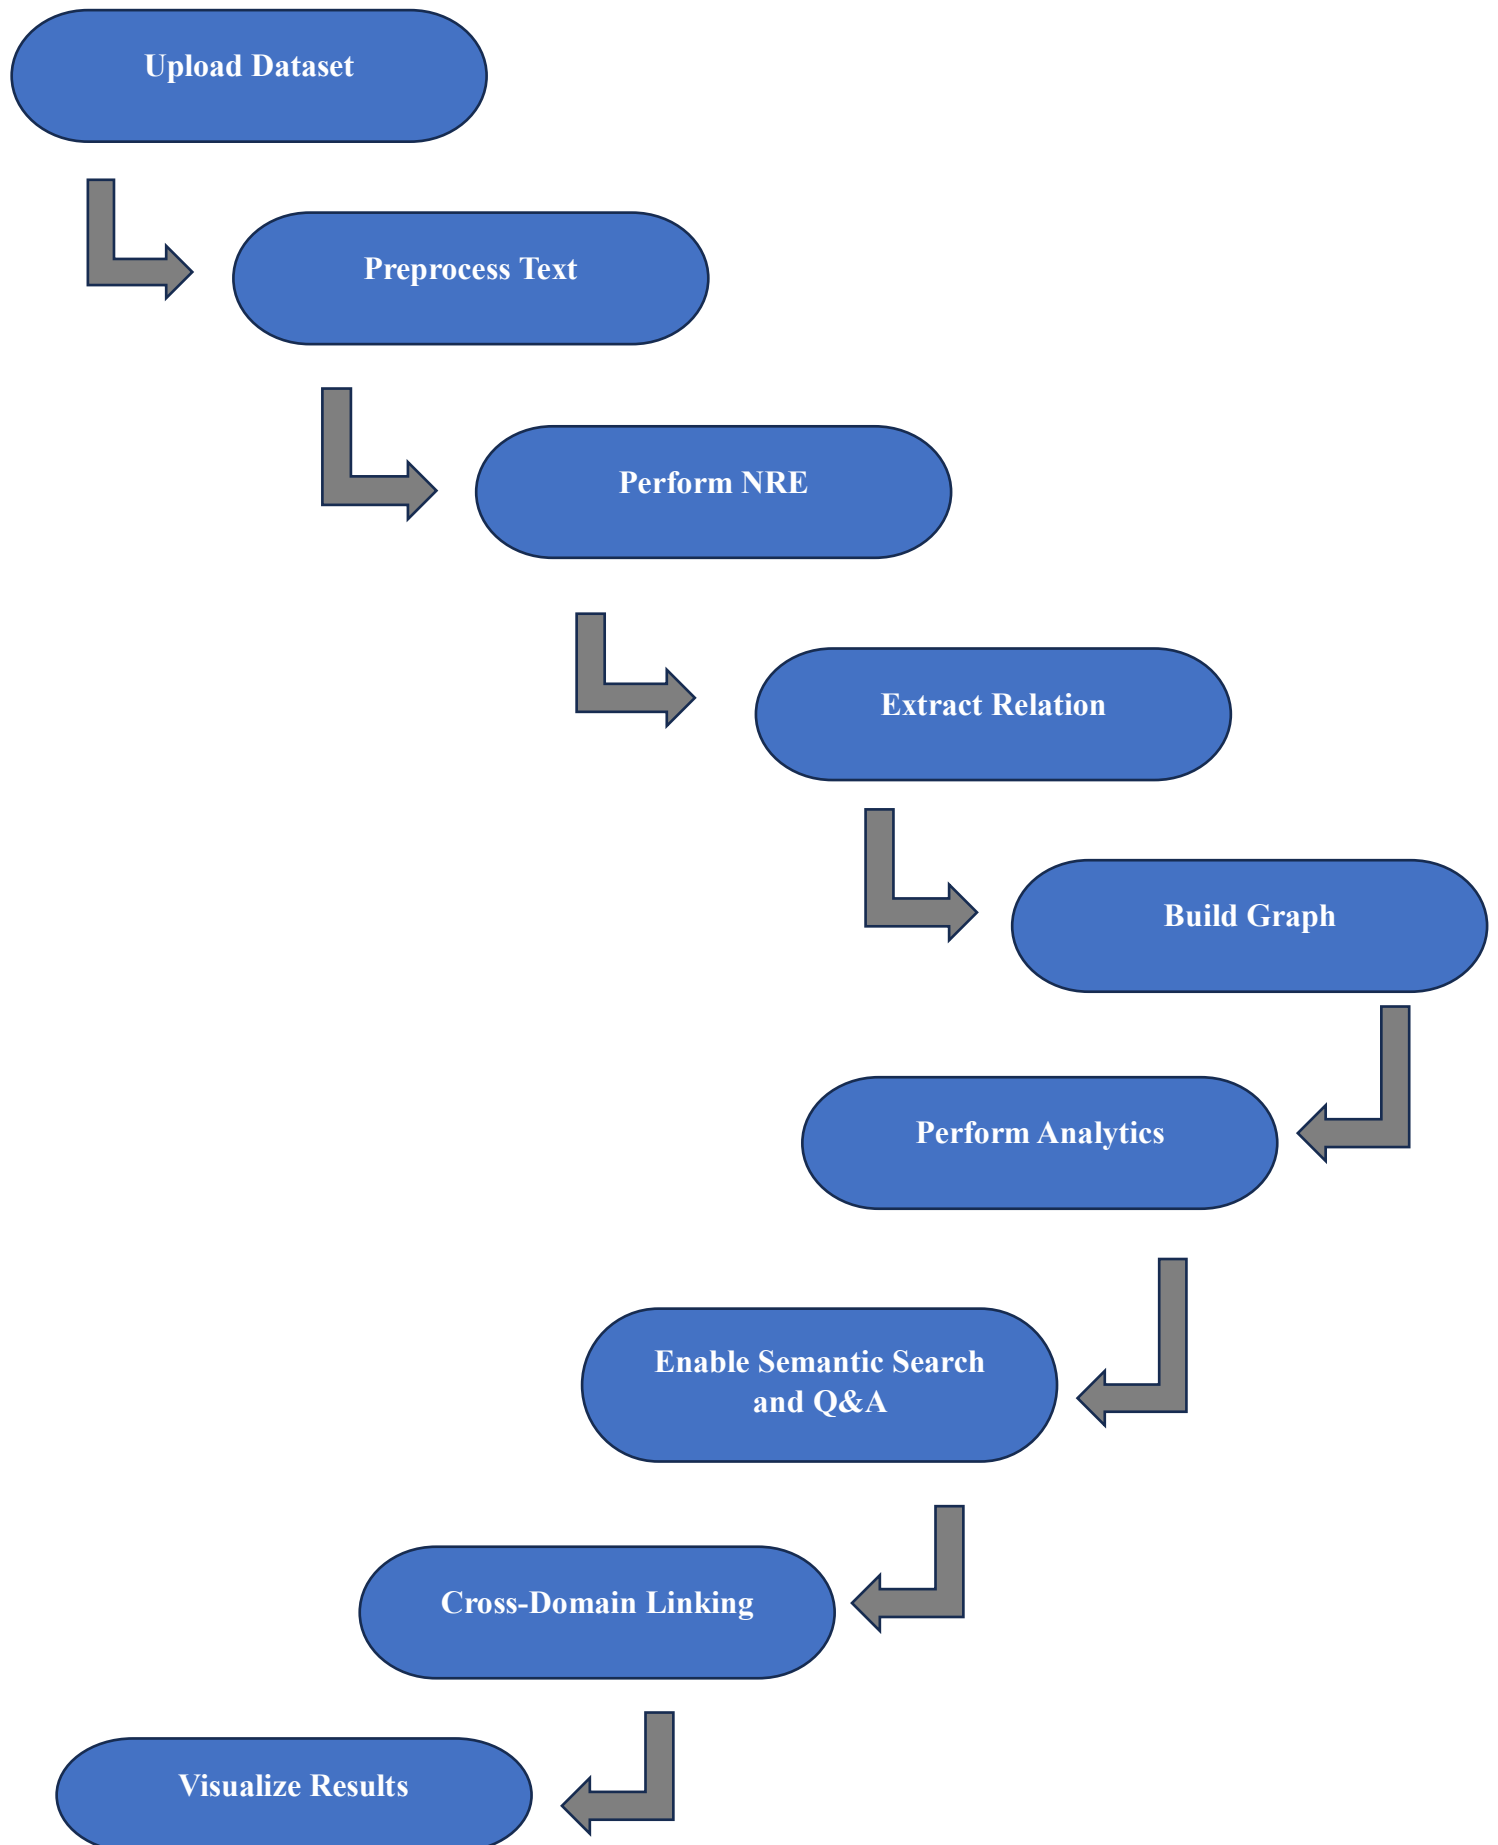 Upload Dataset
Preprocess Text
Perform NRE
Extract Relation
Build Graph
Perform Analytics
Enable Semantic Search
and Q&A
Cross-Domain Linking
Visualize Results